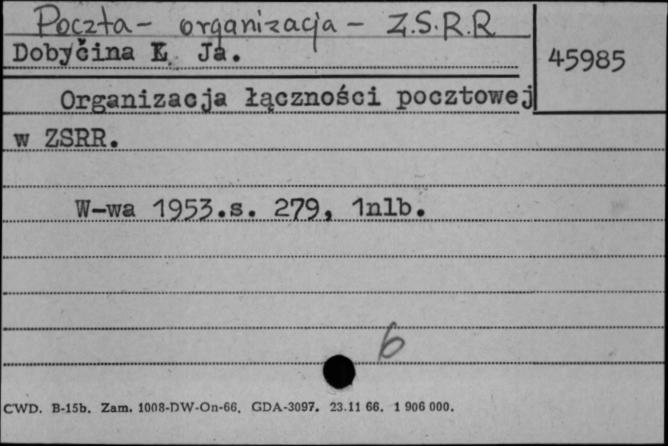 Poczta - organizacja - Z.S.R.R
Dobyčina E. Ja.
45985
Organizacja łączności pocztowej
w ZSRR.
W-wa 1953.s. 279, 1nlb.
6
CWD. B-15b. Zam. 1008-DW-On-66. GDA-3097. 23.11 66. 1 906 000.